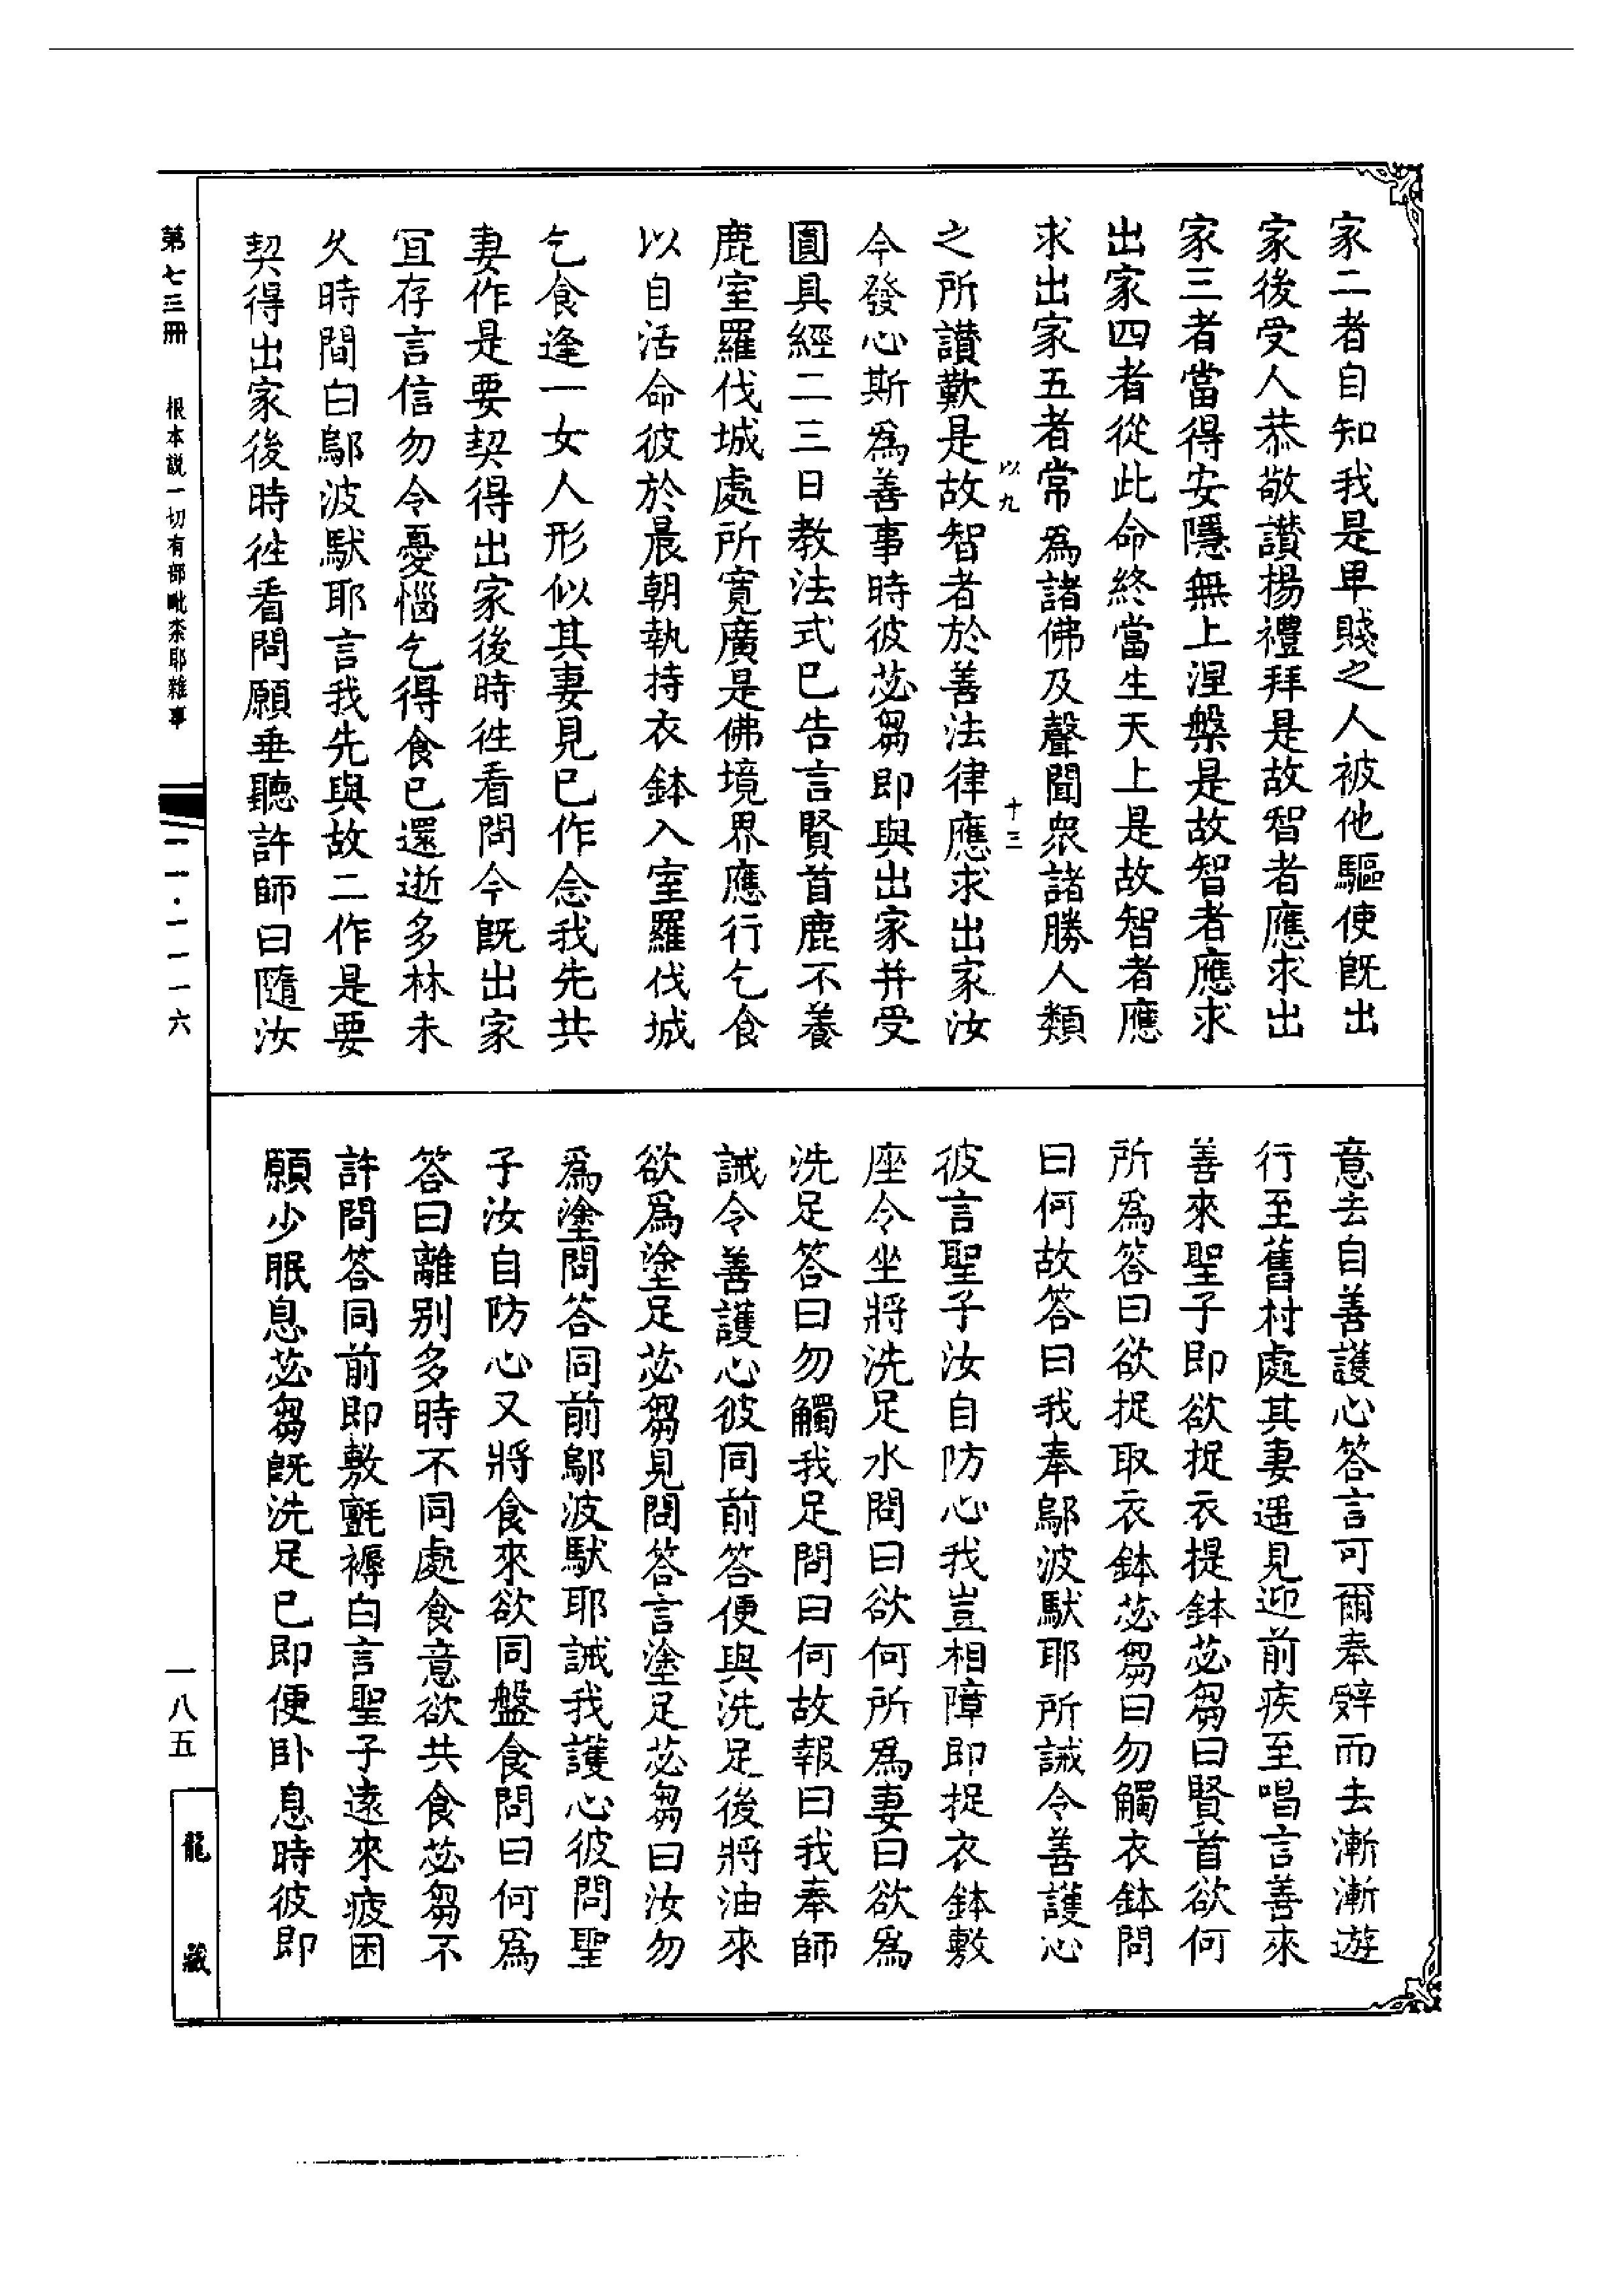 家二者自知我是卑賤之人被他驅使旣出
家後受人恭敬讃揚禮拜是故智者應求出
家三者當得安隱無上涅槃是故智者應求
出家四者從此命終當生天上是故智者應
求出家五者常爲諸佛及聲聞衆諸勝人類
以九
十三
之所讃歎是故智者於善法律應求出家汝
今發心斯爲善事時彼苾芻即與出家并受
圓具經二三日教法式已告言賢首鹿不養
鹿室羅伐城處所寛廣是佛境界應行乞食
以自活命彼於晨朝執持衣鉢入室羅伐城
乞食逢一女人形似其妻見已作念我先共
妻作是要契得出家後時徃看問今旣出家
宜存言信勿令憂惱乞得食已還逝多林未
久時間白鄔波馱耶言我先與故二作是要
契得出家後時徃看問願垂聽許師曰隨汝
意去自善護心答言可爾奉辤而去漸漸遊
行至舊村處其妻遥見迎前疾至唱言善來
善來聖子即欲捉衣提鉢苾芻曰賢首欲何
所爲答曰欲捉取衣鉢苾芻曰勿觸衣鉢問
曰何故答曰我奉鄔波馱耶所誡令善護心
彼言聖子汝自防心我豈相障即捉衣鉢敷
座令坐將洗足水問曰欲何所爲妻曰欲爲
洗足答曰勿觸我足問曰何故報曰我奉師
誡令善護心彼同前答便與洗足後將油來
欲爲塗足苾芻見問答言塗足苾芻曰汝勿
爲塗問答同前鄔波馱耶誡我護心彼問聖
子汝自防心又將食來欲同盤食問曰何爲
答曰離别多時不同處食意欲共食苾芻不
許問答同前即敷氈褥白言聖子遠來疲困
願少眠息苾芻旣洗足已即便卧息時彼即
第七三冊 根本説一切有部毗柰耶雜事
一一·一一一六
一八五
龍藏